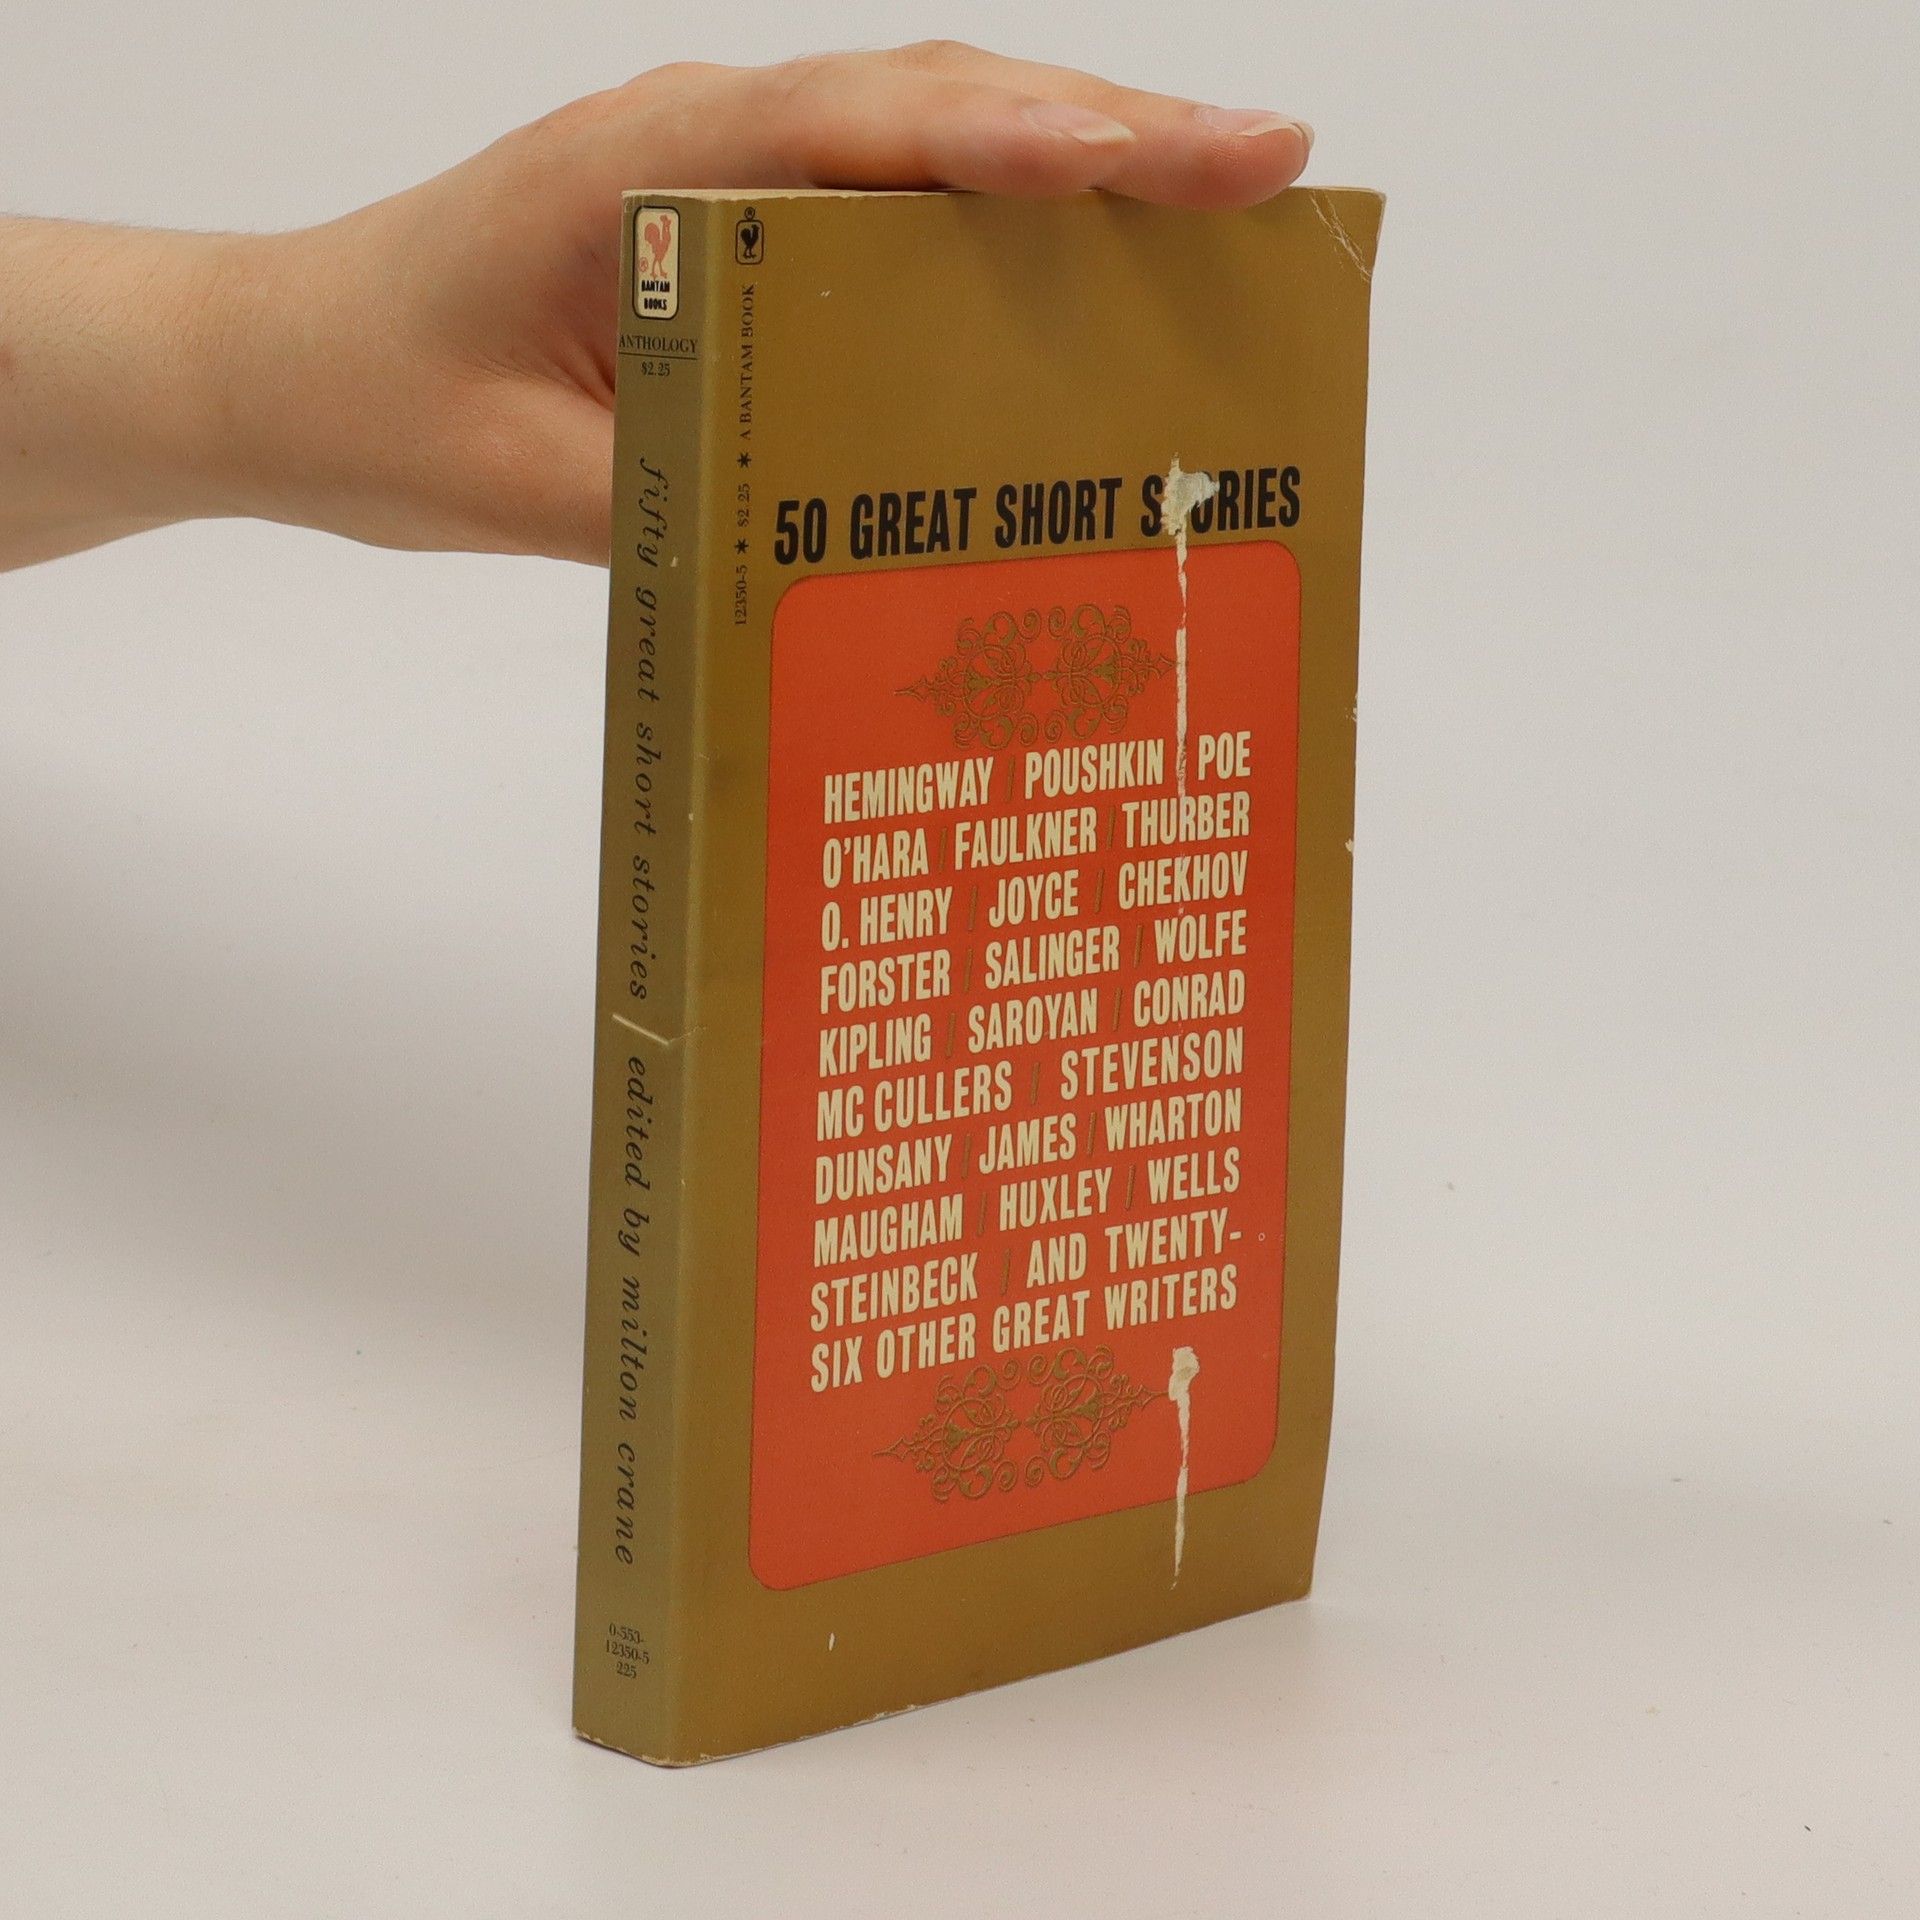 BANTAM
BOOKS
ANTHOLOGY
$2.25
fifty great short stories / edited by milton crane
0-553-
12350-5
225
12350-5 * $2.25 * A BANTAM BOOK
50 GREAT SHORT STORIES
HEMINGWAY / POUSHKIN / POE
O'HARA / FAULKNER / THURBER
O. HENRY / JOYCE / CHEKHOV
FORSTER / SALINGER / WOLFE
KIPLING / SAROYAN / CONRAD
MC CULLERS / STEVENSON
DUNSANY / JAMES / WHARTON
MAUGHAM / HUXLEY / WELLS
STEINBECK / AND TWENTY-
SIX OTHER GREAT WRITERS